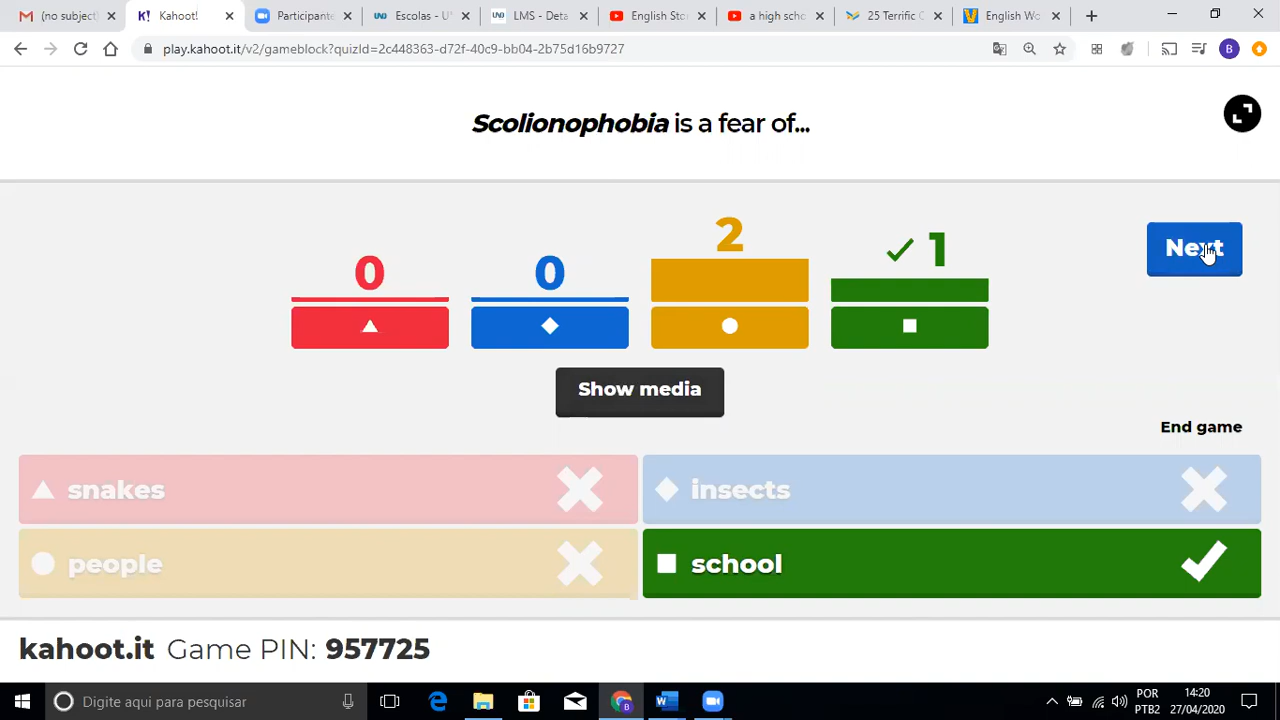 (no subject)
Kahoot!
Participante
Escolas - U
LMS - Deta
English Sto
a high scho
25 Terrific C
English Wo
play.kahoot.it/v2/gameblock?quizId=2c448363-d72f-40c9-bb04-2b75d16b9727
B
Scolionophobia is a fear of...
0
0
2
1
Next
Show media
End game
snakes
insects
people
school
kahoot.it Game PIN: 957725
Digite aqui para pesquisar
POR
PTB2
14:20
27/04/2020